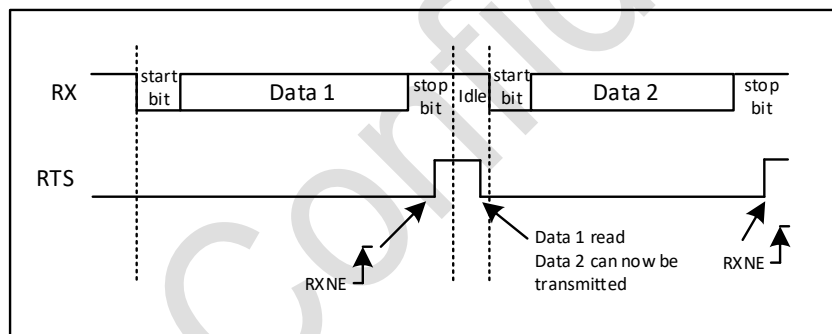 RX
start
bit
Data 1
stop
bit
Idle
start
bit
Data 2
stop
bit
RTS
RXNE
Data 1 read
Data 2 can now be
transmitted
RXNE